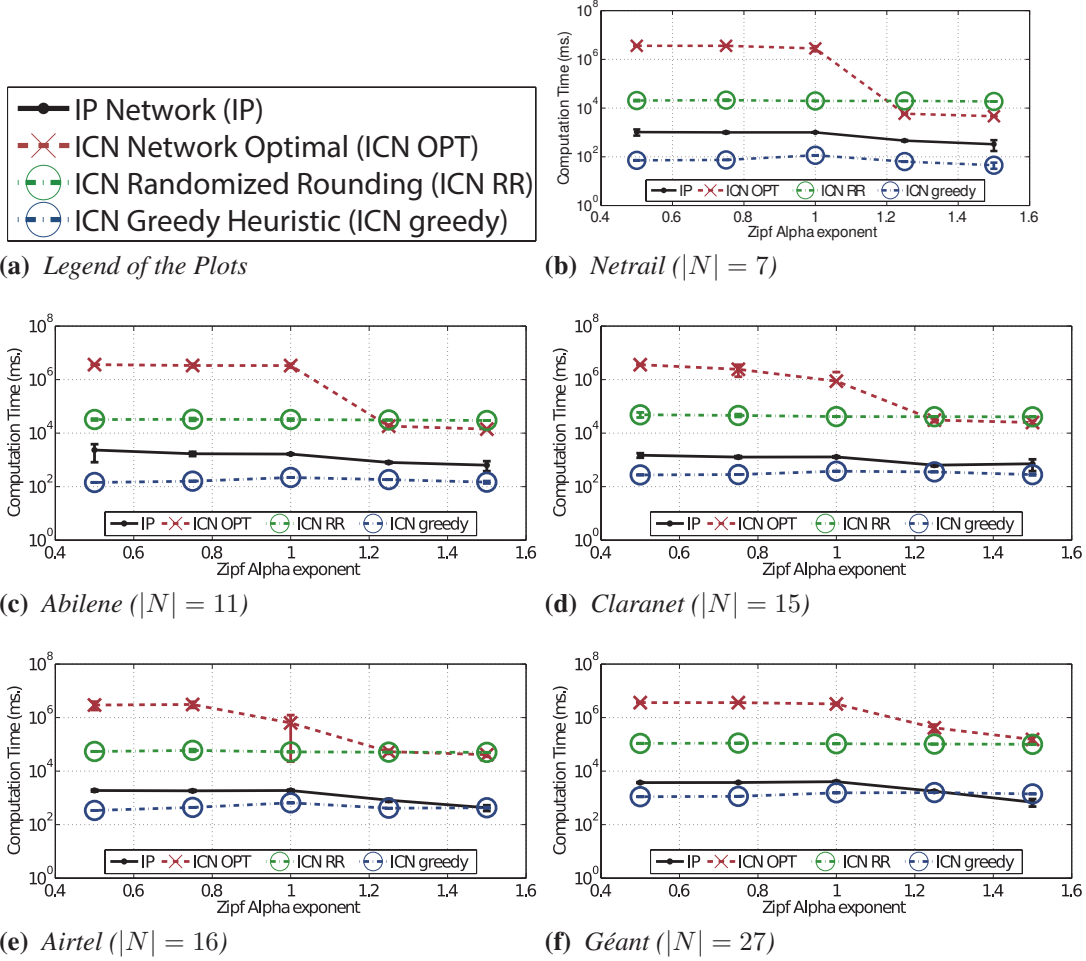 IP Network (IP)
ICN Network Optimal (ICN OPT)
ICN Randomized Rounding (ICN RR)
ICN Greedy Heuristic (ICN greedy)
(a) Legend of the Plots
Computation Time (ms.)
10^8
10^6
10^4
10^2
10^0
IP ICN OPT ICN RR ICN greedy
0.4 0.6 0.8 1 1.2 1.4 1.6
Zipf Alpha exponent
(b) Netrail (|N| = 7)
Computation Time (ms.)
10^8
10^6
10^4
10^2
10^0
IP ICN OPT ICN RR ICN greedy
0.4 0.6 0.8 1 1.2 1.4 1.6
Zipf Alpha exponent
(c) Abilene (|N| = 11)
Computation Time (ms.)
10^8
10^6
10^4
10^2
10^0
IP ICN OPT ICN RR ICN greedy
0.4 0.6 0.8 1 1.2 1.4 1.6
Zipf Alpha exponent
(d) Claranet (|N| = 15)
Computation Time (ms.)
10^8
10^6
10^4
10^2
10^0
IP ICN OPT ICN RR ICN greedy
0.4 0.6 0.8 1 1.2 1.4 1.6
Zipf Alpha exponent
(e) Airtel (|N| = 16)
Computation Time (ms.)
10^8
10^6
10^4
10^2
10^0
IP ICN OPT ICN RR ICN greedy
0.4 0.6 0.8 1 1.2 1.4 1.6
Zipf Alpha exponent
(f) Géant (|N| = 27)